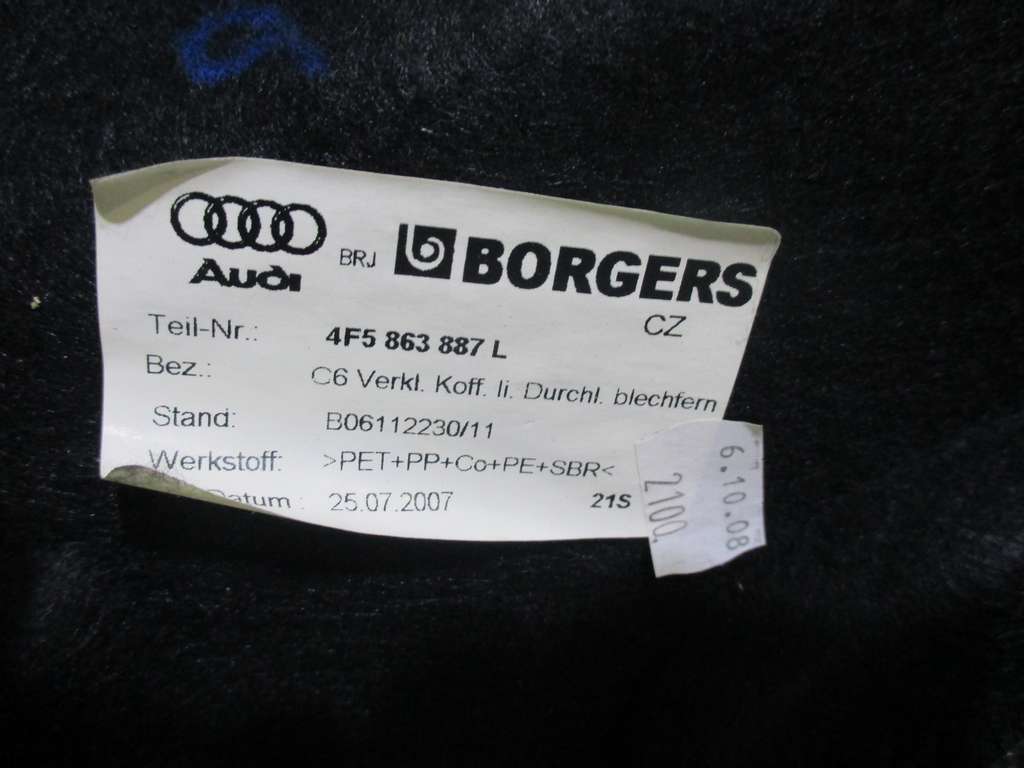 Audi
BRJ
BORGERS
CZ
Teil-Nr.: 4F5 863 887 L
Bez.: C6 Verkl. Koff. li. Durchl. blechfern
Stand: B06112230/11
Werkstoff: >PET+PP+Co+PE+SBR<
atum : 25.07.2007 21S
6.10.08
2100.